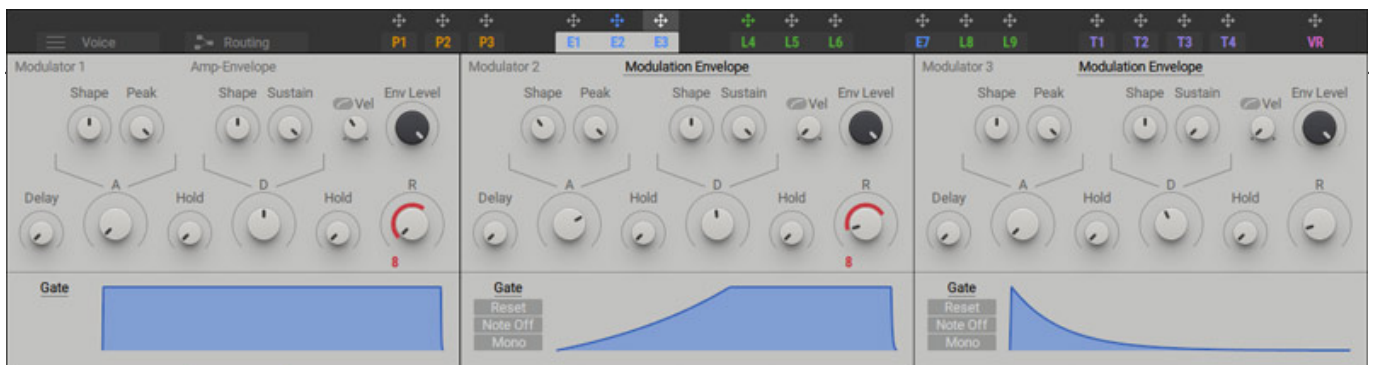 Voice Routing P1 P2 P3 E1 E2 E3 L4 L5 L6 E7 L8 L9 T1 T2 T3 T4 VR
Modulator 1 Amp-Envelope
Shape Peak Shape Sustain Vel Env Level
A D R
Delay Hold Hold
8
Gate
Modulator 2 Modulation Envelope
Shape Peak Shape Sustain Vel Env Level
A D R
Delay Hold Hold
8
Gate
Reset
Note Off
Mono
Modulator 3 Modulation Envelope
Shape Peak Shape Sustain Vel Env Level
A D R
Delay Hold Hold
Gate
Reset
Note Off
Mono